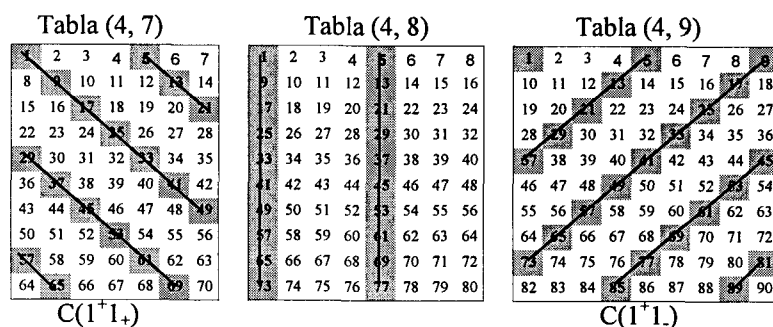 Tabla (4, 7)
1 2 3 4 5 6 7
8 9 10 11 12 13 14
15 16 17 18 19 20 21
22 23 24 25 26 27 28
29 30 31 32 33 34 35
36 37 38 39 40 41 42
43 44 45 46 47 48 49
50 51 52 53 54 55 56
57 58 59 60 61 62 63
64 65 66 67 68 69 70
C(1⁺1₊)
Tabla (4, 8)
1 2 3 4 5 6 7 8
9 10 11 12 13 14 15 16
17 18 19 20 21 22 23 24
25 26 27 28 29 30 31 32
33 34 35 36 37 38 39 40
41 42 43 44 45 46 47 48
49 50 51 52 53 54 55 56
57 58 59 60 61 62 63 64
65 66 67 68 69 70 71 72
73 74 75 76 77 78 79 80
Tabla (4, 9)
1 2 3 4 5 6 7 8 9
10 11 12 13 14 15 16 17 18
19 20 21 22 23 24 25 26 27
28 29 30 31 32 33 34 35 36
37 38 39 40 41 42 43 44 45
46 47 48 49 50 51 52 53 54
55 56 57 58 59 60 61 62 63
64 65 66 67 68 69 70 71 72
73 74 75 76 77 78 79 80 81
82 83 84 85 86 87 88 89 90
C(1⁺1₋)